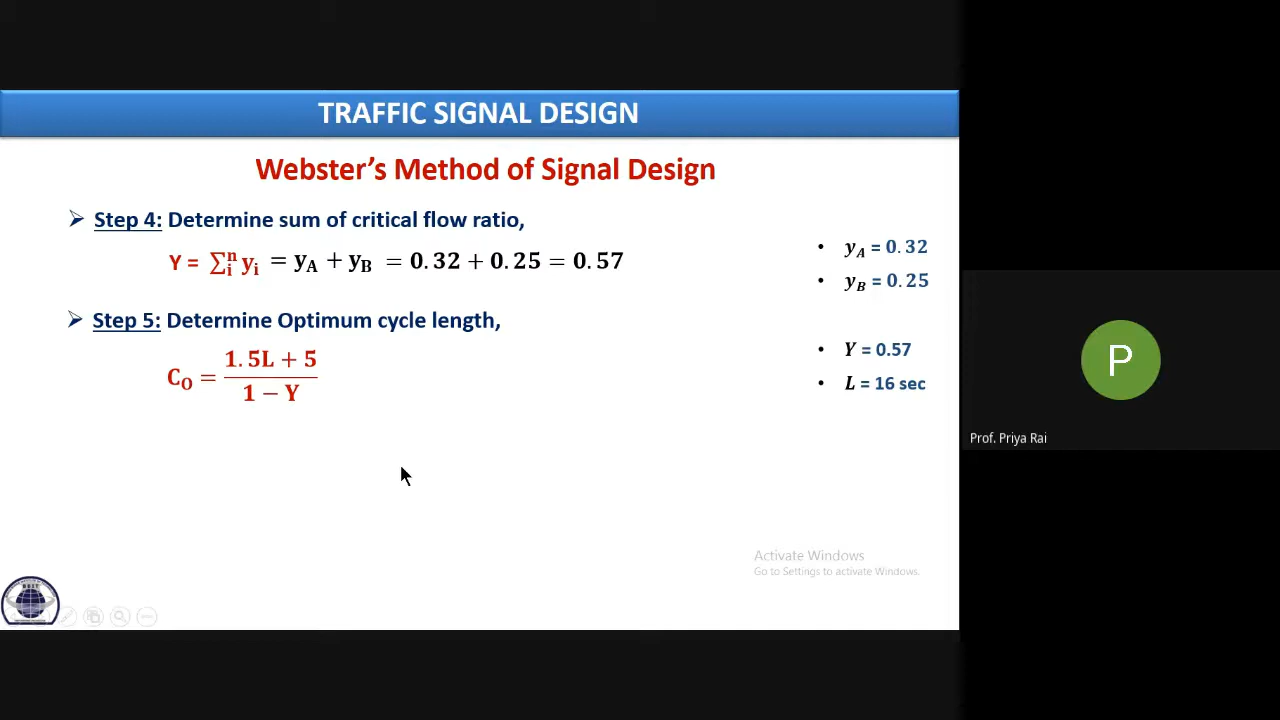 TRAFFIC SIGNAL DESIGN
Webster's Method of Signal Design
➢ Step 4: Determine sum of critical flow ratio,
Y = ∑ⁿᵢ yᵢ = y_A + y_B = 0.32 + 0.25 = 0.57
• y_A = 0.32
• y_B = 0.25
➢ Step 5: Determine Optimum cycle length,
C_O = (1.5L + 5) / (1 − Y)
• Y = 0.57
• L = 16 sec
P
Prof. Priya Rai
Activate Windows
Go to Settings to activate Windows.